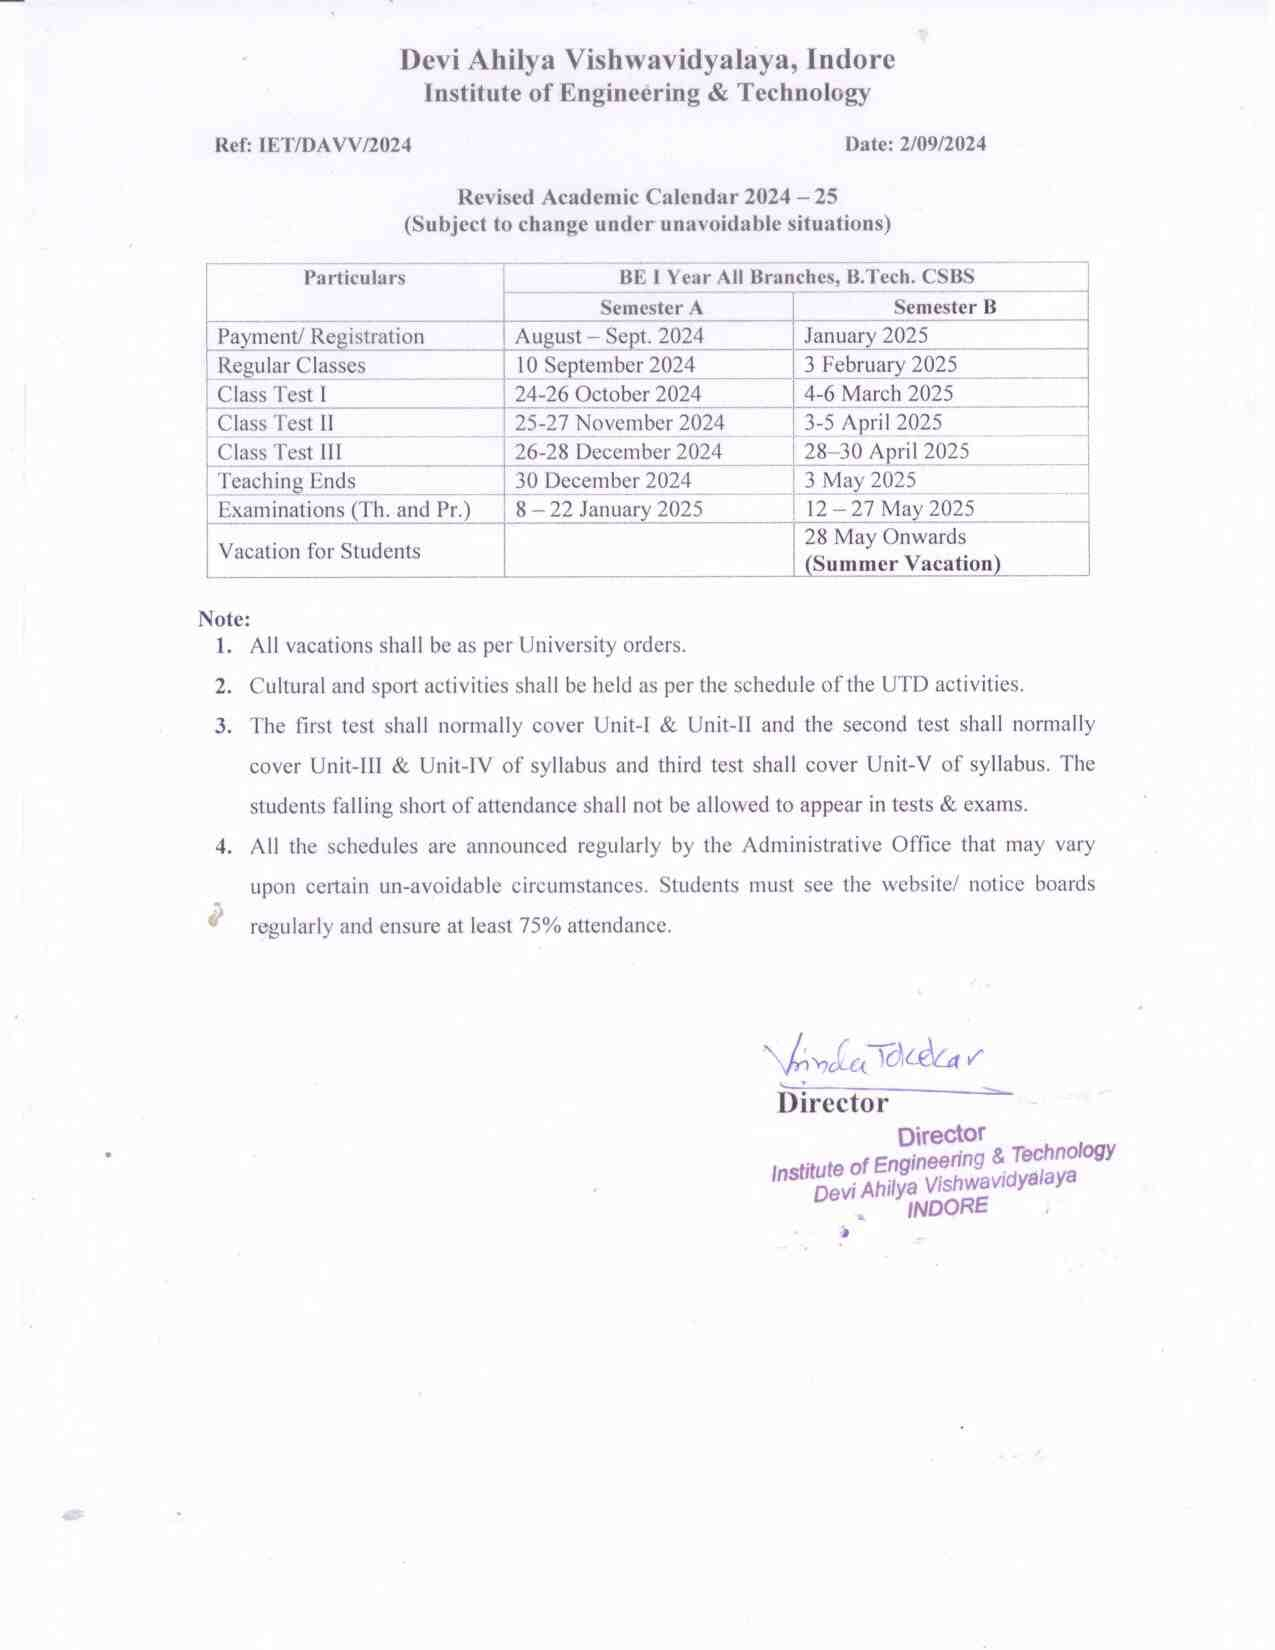 Devi Ahilya Vishwavidyalaya, Indore
Institute of Engineering & Technology
Ref: IET/DAVV/2024 Date: 2/09/2024
Revised Academic Calendar 2024 – 25
(Subject to change under unavoidable situations)
Particulars BE I Year All Branches, B.Tech. CSBS
Semester A Semester B
Payment/ Registration August – Sept. 2024 January 2025
Regular Classes 10 September 2024 3 February 2025
Class Test I 24-26 October 2024 4-6 March 2025
Class Test II 25-27 November 2024 3-5 April 2025
Class Test III 26-28 December 2024 28–30 April 2025
Teaching Ends 30 December 2024 3 May 2025
Examinations (Th. and Pr.) 8 – 22 January 2025 12 – 27 May 2025
Vacation for Students 28 May Onwards
(Summer Vacation)
Note:
1. All vacations shall be as per University orders.
2. Cultural and sport activities shall be held as per the schedule of the UTD activities.
3. The first test shall normally cover Unit-I & Unit-II and the second test shall normally
cover Unit-III & Unit-IV of syllabus and third test shall cover Unit-V of syllabus. The
students falling short of attendance shall not be allowed to appear in tests & exams.
4. All the schedules are announced regularly by the Administrative Office that may vary
upon certain un-avoidable circumstances. Students must see the website/ notice boards
regularly and ensure at least 75% attendance.
Vrinda Tokekar
Director
Director
Institute of Engineering & Technology
Devi Ahilya Vishwavidyalaya
INDORE